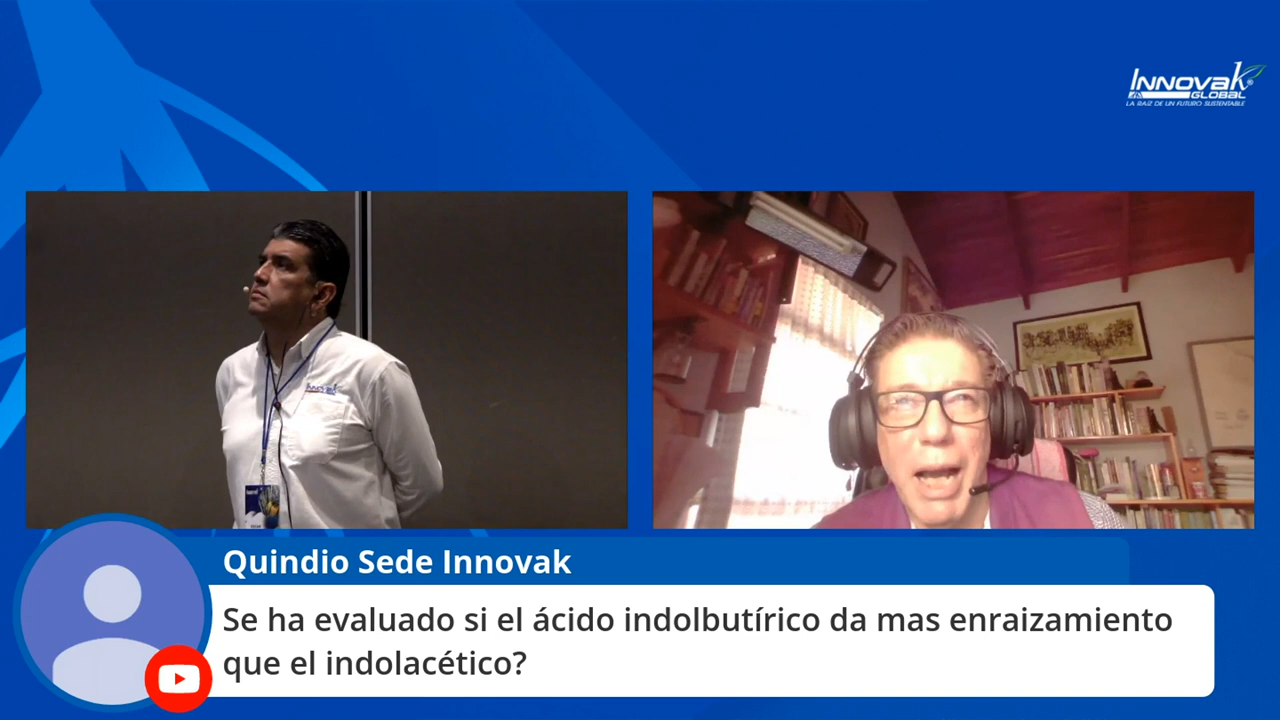 INNOVAK
GLOBAL
LA RAÍZ DE UN FUTURO SUSTENTABLE
Innovak
Quindio Sede Innovak
Se ha evaluado si el ácido indolbutírico da mas enraizamiento
que el indolacético?